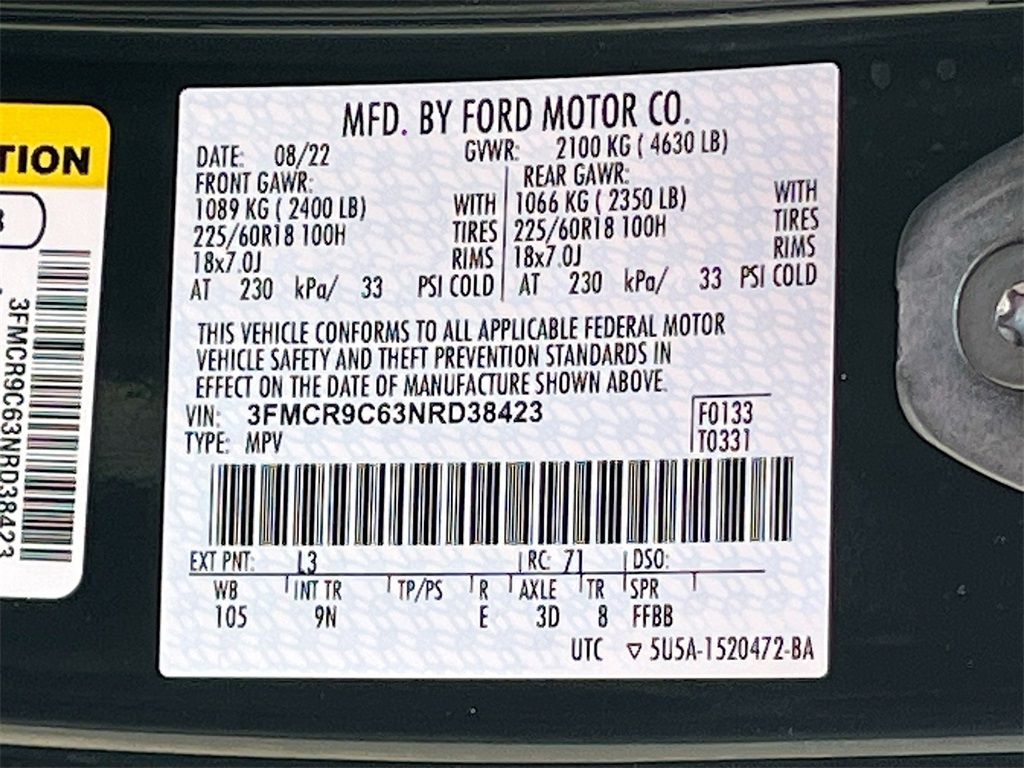 TION
3FMCR9C63NRD38423
MFD. BY FORD MOTOR CO.
DATE: 08/22 GVWR: 2100 KG ( 4630 LB)
FRONT GAWR: REAR GAWR:
1089 KG ( 2400 LB) WITH 1066 KG ( 2350 LB) WITH
225/60R18 100H TIRES 225/60R18 100H TIRES
18x7.0J RIMS 18x7.0J RIMS
AT 230 kPa/ 33 PSI COLD AT 230 kPa/ 33 PSI COLD
THIS VEHICLE CONFORMS TO ALL APPLICABLE FEDERAL MOTOR
VEHICLE SAFETY AND THEFT PREVENTION STANDARDS IN
EFFECT ON THE DATE OF MANUFACTURE SHOWN ABOVE.
VIN: 3FMCR9C63NRD38423 F0133
TYPE: MPV T0331
EXT PNT: L3 RC: 71 DSO:
WB INT TR TP/PS R AXLE TR SPR
105 9N E 3D 8 FFBB
UTC ▽ 5U5A-1520472-BA